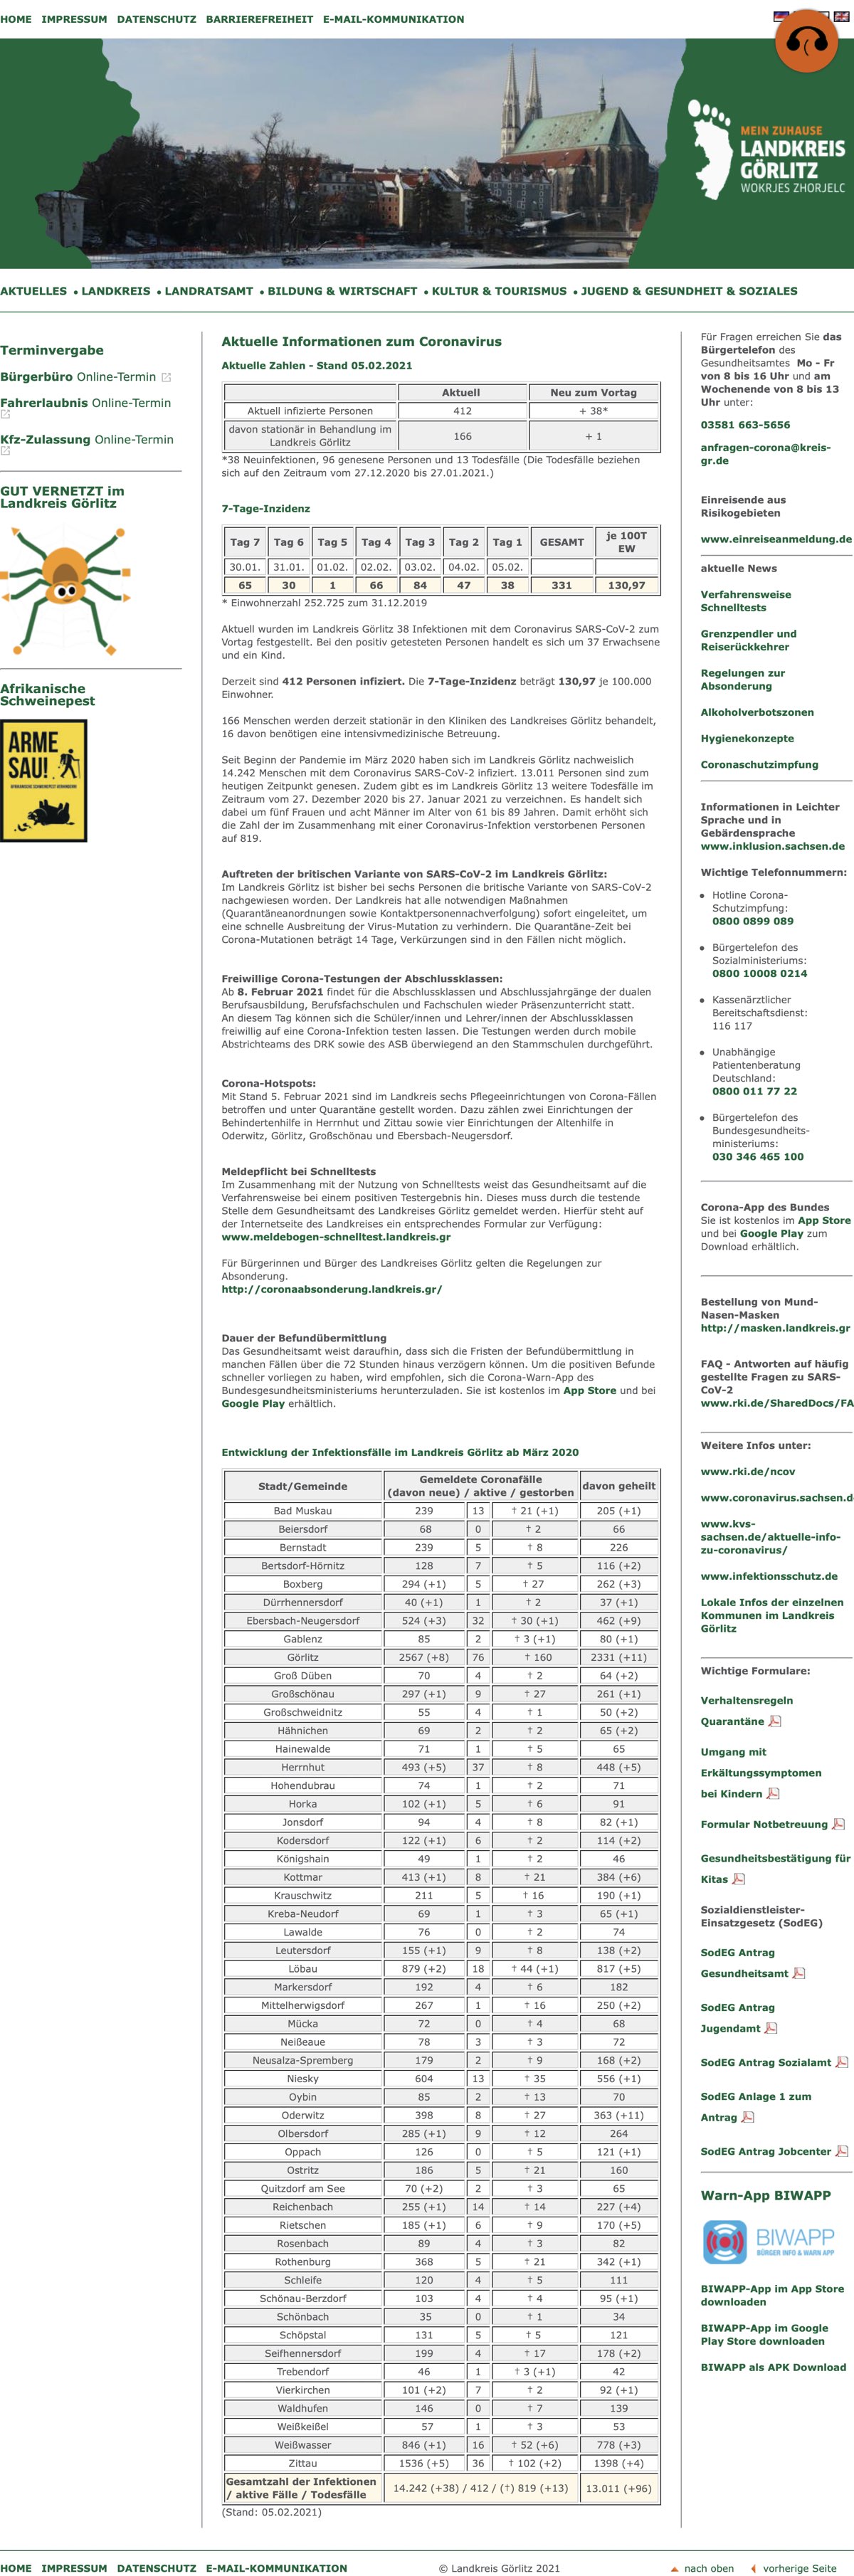 HOME IMPRESSUM DATENSCHUTZ BARRIEREFREIHEIT E-MAIL-KOMMUNIKATION
MEIN ZUHAUSE
LANDKREIS
GÖRLITZ
WOKRJES ZHORJELC
AKTUELLES • LANDKREIS • LANDRATSAMT • BILDUNG & WIRTSCHAFT • KULTUR & TOURISMUS • JUGEND & GESUNDHEIT & SOZIALES
Terminvergabe
Bürgerbüro Online-Termin
Fahrerlaubnis Online-Termin
Kfz-Zulassung Online-Termin
GUT VERNETZT im
Landkreis Görlitz
Afrikanische
Schweinepest
ARME
SAU!
Aktuelle Informationen zum Coronavirus
Aktuelle Zahlen - Stand 05.02.2021
Aktuell Neu zum Vortag
Aktuell infizierte Personen 412 + 38*
davon stationär in Behandlung im
Landkreis Görlitz 166 + 1
*38 Neuinfektionen, 96 genesene Personen und 13 Todesfälle (Die Todesfälle beziehen
sich auf den Zeitraum vom 27.12.2020 bis 27.01.2021.)
7-Tage-Inzidenz
Tag 7 Tag 6 Tag 5 Tag 4 Tag 3 Tag 2 Tag 1 GESAMT je 100T
EW
30.01. 31.01. 01.02. 02.02. 03.02. 04.02. 05.02.
65 30 1 66 84 47 38 331 130,97
* Einwohnerzahl 252.725 zum 31.12.2019
Aktuell wurden im Landkreis Görlitz 38 Infektionen mit dem Coronavirus SARS-CoV-2 zum
Vortag festgestellt. Bei den positiv getesteten Personen handelt es sich um 37 Erwachsene
und ein Kind.
Derzeit sind 412 Personen infiziert. Die 7-Tage-Inzidenz beträgt 130,97 je 100.000
Einwohner.
166 Menschen werden derzeit stationär in den Kliniken des Landkreises Görlitz behandelt,
16 davon benötigen eine intensivmedizinische Betreuung.
Seit Beginn der Pandemie im März 2020 haben sich im Landkreis Görlitz nachweislich
14.242 Menschen mit dem Coronavirus SARS-CoV-2 infiziert. 13.011 Personen sind zum
heutigen Zeitpunkt genesen. Zudem gibt es im Landkreis Görlitz 13 weitere Todesfälle im
Zeitraum vom 27. Dezember 2020 bis 27. Januar 2021 zu verzeichnen. Es handelt sich
dabei um fünf Frauen und acht Männer im Alter von 61 bis 89 Jahren. Damit erhöht sich
die Zahl der im Zusammenhang mit einer Coronavirus-Infektion verstorbenen Personen
auf 819.
Auftreten der britischen Variante von SARS-CoV-2 im Landkreis Görlitz:
Im Landkreis Görlitz ist bisher bei sechs Personen die britische Variante von SARS-CoV-2
nachgewiesen worden. Der Landkreis hat alle notwendigen Maßnahmen
(Quarantäneanordnungen sowie Kontaktpersonennachverfolgung) sofort eingeleitet, um
eine schnelle Ausbreitung der Virus-Mutation zu verhindern. Die Quarantäne-Zeit bei
Corona-Mutationen beträgt 14 Tage, Verkürzungen sind in den Fällen nicht möglich.
Freiwillige Corona-Testungen der Abschlussklassen:
Ab 8. Februar 2021 findet für die Abschlussklassen und Abschlussjahrgänge der dualen
Berufsausbildung, Berufsfachschulen und Fachschulen wieder Präsenzunterricht statt.
An diesem Tag können sich die Schüler/innen und Lehrer/innen der Abschlussklassen
freiwillig auf eine Corona-Infektion testen lassen. Die Testungen werden durch mobile
Abstrichteams des DRK sowie des ASB überwiegend an den Stammschulen durchgeführt.
Corona-Hotspots:
Mit Stand 5. Februar 2021 sind im Landkreis sechs Pflegeeinrichtungen von Corona-Fällen
betroffen und unter Quarantäne gestellt worden. Dazu zählen zwei Einrichtungen der
Behindertenhilfe in Herrnhut und Zittau sowie vier Einrichtungen der Altenhilfe in
Oderwitz, Görlitz, Großschönau und Ebersbach-Neugersdorf.
Meldepflicht bei Schnelltests
Im Zusammenhang mit der Nutzung von Schnelltests weist das Gesundheitsamt auf die
Verfahrensweise bei einem positiven Testergebnis hin. Dieses muss durch die testende
Stelle dem Gesundheitsamt des Landkreises Görlitz gemeldet werden. Hierfür steht auf
der Internetseite des Landkreises ein entsprechendes Formular zur Verfügung:
www.meldebogen-schnelltest.landkreis.gr
Für Bürgerinnen und Bürger des Landkreises Görlitz gelten die Regelungen zur
Absonderung.
http://coronaabsonderung.landkreis.gr/
Dauer der Befundübermittlung
Das Gesundheitsamt weist daraufhin, dass sich die Fristen der Befundübermittlung in
manchen Fällen über die 72 Stunden hinaus verzögern können. Um die positiven Befunde
schneller vorliegen zu haben, wird empfohlen, sich die Corona-Warn-App des
Bundesgesundheitsministeriums herunterzuladen. Sie ist kostenlos im App Store und bei
Google Play erhältlich.
Entwicklung der Infektionsfälle im Landkreis Görlitz ab März 2020
Stadt/Gemeinde Gemeldete Coronafälle
(davon neue) / aktive / gestorben davon geheilt
Bad Muskau 239 13 † 21 (+1) 205 (+1)
Beiersdorf 68 0 † 2 66
Bernstadt 239 5 † 8 226
Bertsdorf-Hörnitz 128 7 † 5 116 (+2)
Boxberg 294 (+1) 5 † 27 262 (+3)
Dürrhennersdorf 40 (+1) 1 † 2 37 (+1)
Ebersbach-Neugersdorf 524 (+3) 32 † 30 (+1) 462 (+9)
Gablenz 85 2 † 3 (+1) 80 (+1)
Görlitz 2567 (+8) 76 † 160 2331 (+11)
Groß Düben 70 4 † 2 64 (+2)
Großschönau 297 (+1) 9 † 27 261 (+1)
Großschweidnitz 55 4 † 1 50 (+2)
Hähnichen 69 2 † 2 65 (+2)
Hainewalde 71 1 † 5 65
Herrnhut 493 (+5) 37 † 8 448 (+5)
Hohendubrau 74 1 † 2 71
Horka 102 (+1) 5 † 6 91
Jonsdorf 94 4 † 8 82 (+1)
Kodersdorf 122 (+1) 6 † 2 114 (+2)
Königshain 49 1 † 2 46
Kottmar 413 (+1) 8 † 21 384 (+6)
Krauschwitz 211 5 † 16 190 (+1)
Kreba-Neudorf 69 1 † 3 65 (+1)
Lawalde 76 0 † 2 74
Leutersdorf 155 (+1) 9 † 8 138 (+2)
Löbau 879 (+2) 18 † 44 (+1) 817 (+5)
Markersdorf 192 4 † 6 182
Mittelherwigsdorf 267 1 † 16 250 (+2)
Mücka 72 0 † 4 68
Neißeaue 78 3 † 3 72
Neusalza-Spremberg 179 2 † 9 168 (+2)
Niesky 604 13 † 35 556 (+1)
Oybin 85 2 † 13 70
Oderwitz 398 8 † 27 363 (+11)
Olbersdorf 285 (+1) 9 † 12 264
Oppach 126 0 † 5 121 (+1)
Ostritz 186 5 † 21 160
Quitzdorf am See 70 (+2) 2 † 3 65
Reichenbach 255 (+1) 14 † 14 227 (+4)
Rietschen 185 (+1) 6 † 9 170 (+5)
Rosenbach 89 4 † 3 82
Rothenburg 368 5 † 21 342 (+1)
Schleife 120 4 † 5 111
Schönau-Berzdorf 103 4 † 4 95 (+1)
Schönbach 35 0 † 1 34
Schöpstal 131 5 † 5 121
Seifhennersdorf 199 4 † 17 178 (+2)
Trebendorf 46 1 † 3 (+1) 42
Vierkirchen 101 (+2) 7 † 2 92 (+1)
Waldhufen 146 0 † 7 139
Weißkeißel 57 1 † 3 53
Weißwasser 846 (+1) 16 † 52 (+6) 778 (+3)
Zittau 1536 (+5) 36 † 102 (+2) 1398 (+4)
Gesamtzahl der Infektionen
/ aktive Fälle / Todesfälle 14.242 (+38) / 412 / (†) 819 (+13) 13.011 (+96)
(Stand: 05.02.2021)
Für Fragen erreichen Sie das
Bürgertelefon des
Gesundheitsamtes Mo - Fr
von 8 bis 16 Uhr und am
Wochenende von 8 bis 13
Uhr unter:
03581 663-5656
anfragen-corona@kreis-
gr.de
Einreisende aus
Risikogebieten
www.einreiseanmeldung.de
aktuelle News
Verfahrensweise
Schnelltests
Grenzpendler und
Reiserückkehrer
Regelungen zur
Absonderung
Alkoholverbotszonen
Hygienekonzepte
Coronaschutzimpfung
Informationen in Leichter
Sprache und in
Gebärdensprache
www.inklusion.sachsen.de
Wichtige Telefonnummern:
• Hotline Corona-
Schutzimpfung:
0800 0899 089
• Bürgertelefon des
Sozialministeriums:
0800 10008 0214
• Kassenärztlicher
Bereitschaftsdienst:
116 117
• Unabhängige
Patientenberatung
Deutschland:
0800 011 77 22
• Bürgertelefon des
Bundesgesundheits-
ministeriums:
030 346 465 100
Corona-App des Bundes
Sie ist kostenlos im App Store
und bei Google Play zum
Download erhältlich.
Bestellung von Mund-
Nasen-Masken
http://masken.landkreis.gr
FAQ - Antworten auf häufig
gestellte Fragen zu SARS-
CoV-2
www.rki.de/SharedDocs/FA
Weitere Infos unter:
www.rki.de/ncov
www.coronavirus.sachsen.d
www.kvs-
sachsen.de/aktuelle-info-
zu-coronavirus/
www.infektionsschutz.de
Lokale Infos der einzelnen
Kommunen im Landkreis
Görlitz
Wichtige Formulare:
Verhaltensregeln
Quarantäne
Umgang mit
Erkältungssymptomen
bei Kindern
Formular Notbetreuung
Gesundheitsbestätigung für
Kitas
Sozialdienstleister-
Einsatzgesetz (SodEG)
SodEG Antrag
Gesundheitsamt
SodEG Antrag
Jugendamt
SodEG Antrag Sozialamt
SodEG Anlage 1 zum
Antrag
SodEG Antrag Jobcenter
Warn-App BIWAPP
BIWAPP
BÜRGER INFO & WARN APP
BIWAPP-App im App Store
downloaden
BIWAPP-App im Google
Play Store downloaden
BIWAPP als APK Download
HOME IMPRESSUM DATENSCHUTZ E-MAIL-KOMMUNIKATION © Landkreis Görlitz 2021 nach oben vorherige Seite